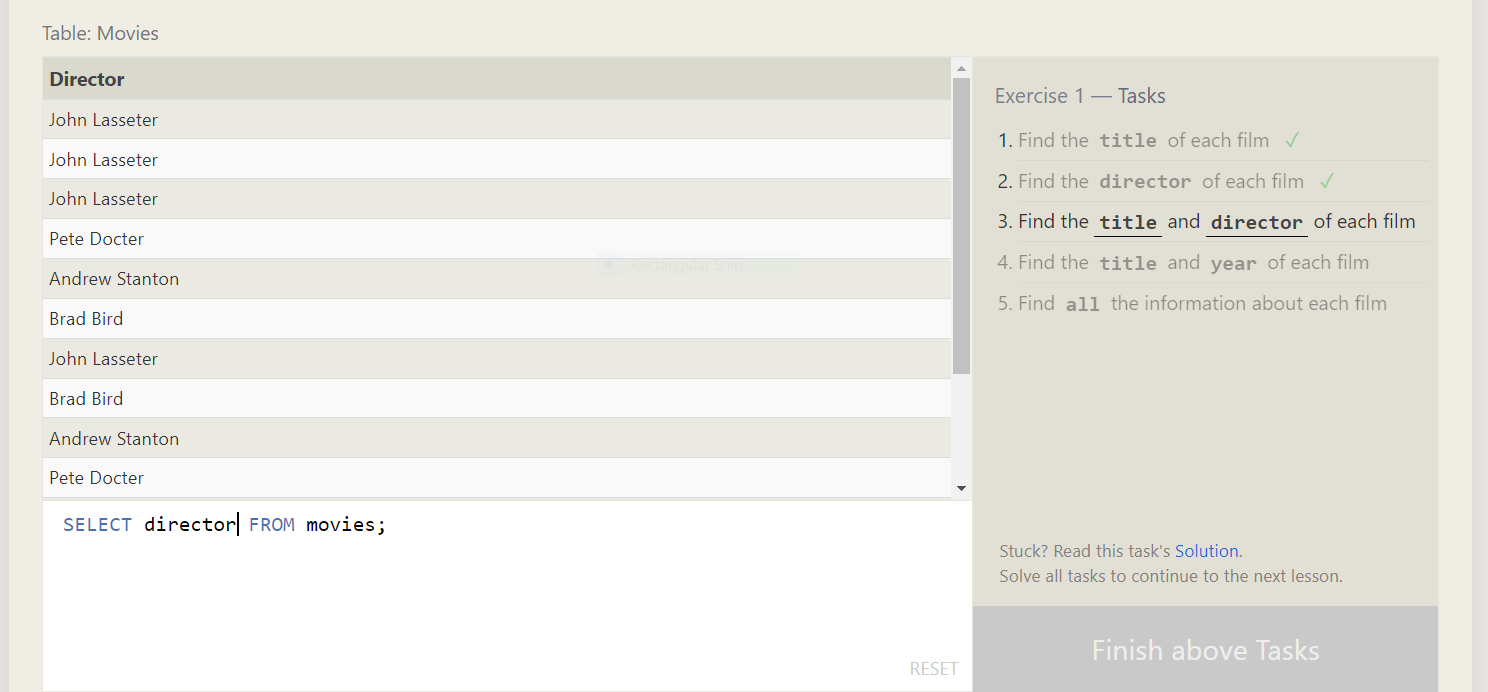 Table: Movies
Director
John Lasseter
John Lasseter
John Lasseter
Pete Docter
Rectangular Snip
Andrew Stanton
Brad Bird
John Lasseter
Brad Bird
Andrew Stanton
Pete Docter
SELECT director FROM movies;
RESET
Exercise 1 — Tasks
1. Find the title of each film ✓
2. Find the director of each film ✓
3. Find the title and director of each film
4. Find the title and year of each film
5. Find all the information about each film
Stuck? Read this task's Solution.
Solve all tasks to continue to the next lesson.
Finish above Tasks